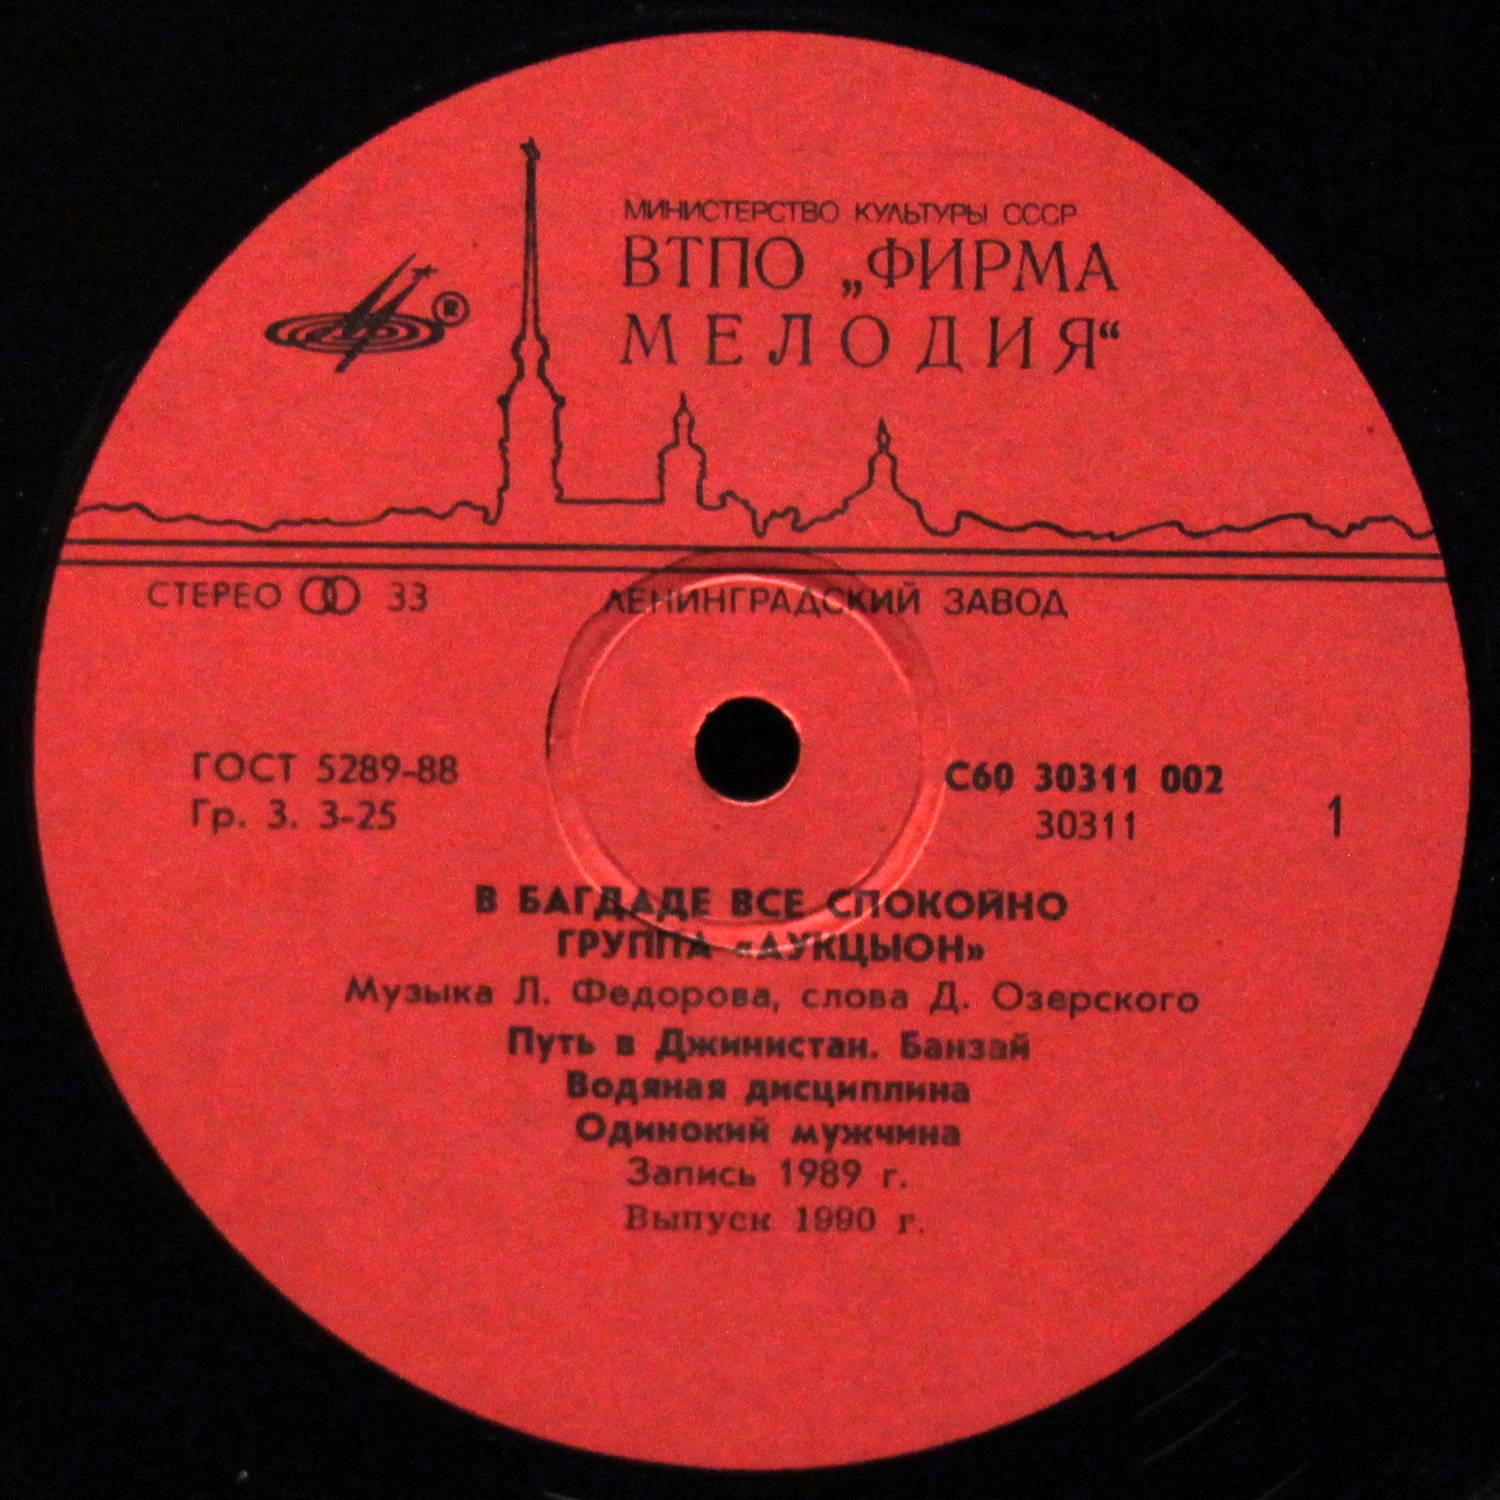 МИНИСТЕРСТВО КУЛЬТУРЫ СССР
ВТПО „ФИРМА
МЕЛОДИЯ“
®
СТЕРЕО 33
ЛЕНИНГРАДСКИЙ ЗАВОД
ГОСТ 5289-88
Гр. 3. 3-25
С60 30311 002
30311
1
В БАГДАДЕ ВСЕ СПОКОЙНО
ГРУППА «АУКЦЫОН»
Музыка Л. Федорова, слова Д. Озерского
Путь в Джинистан. Банзай
Водяная дисциплина
Одинокий мужчина
Запись 1989 г.
Выпуск 1990 г.